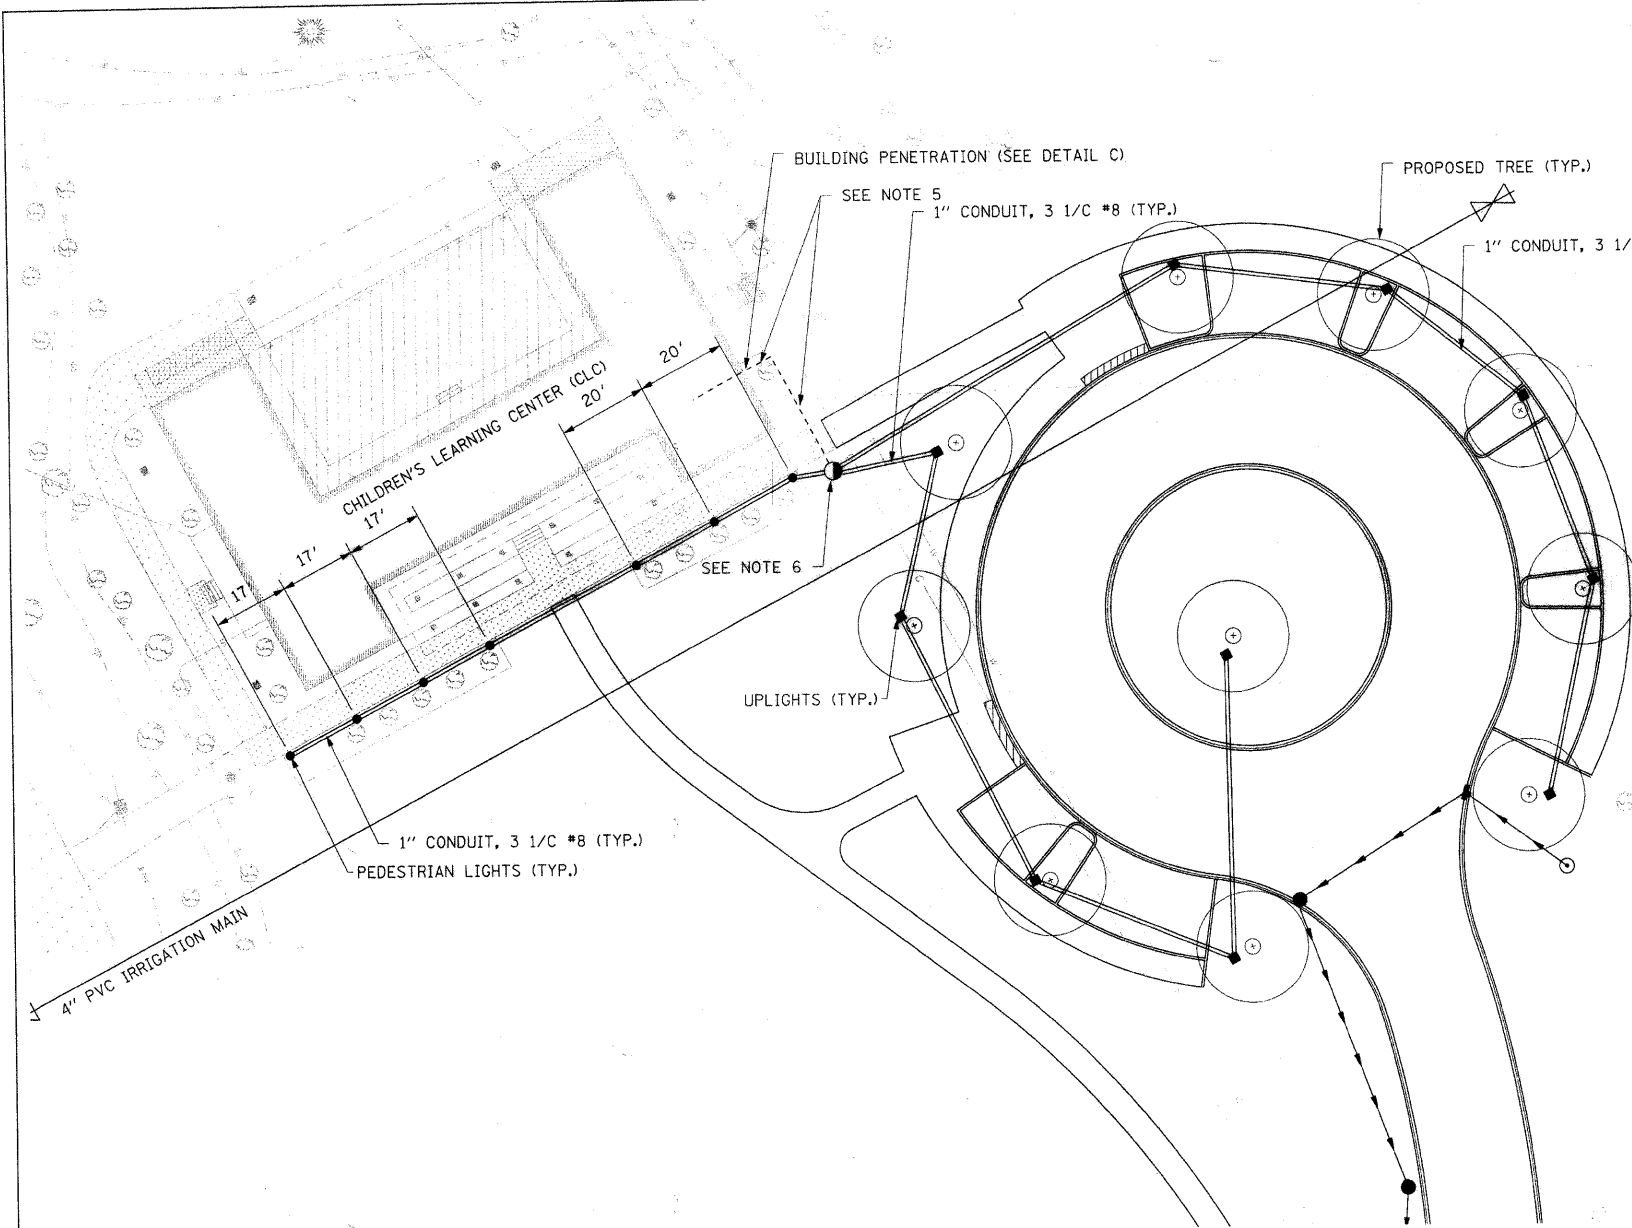 BUILDING PENETRATION (SEE DETAIL C)
PROPOSED TREE (TYP.)
SEE NOTE 5
1" CONDUIT, 3 1/C #8 (TYP.)
1" CONDUIT, 3 1/
20'
20'
CHILDREN'S LEARNING CENTER (CLC)
17'
17'
17'
SEE NOTE 6
UPLIGHTS (TYP.)
1" CONDUIT, 3 1/C #8 (TYP.)
PEDESTRIAN LIGHTS (TYP.)
4" PVC IRRIGATION MAIN